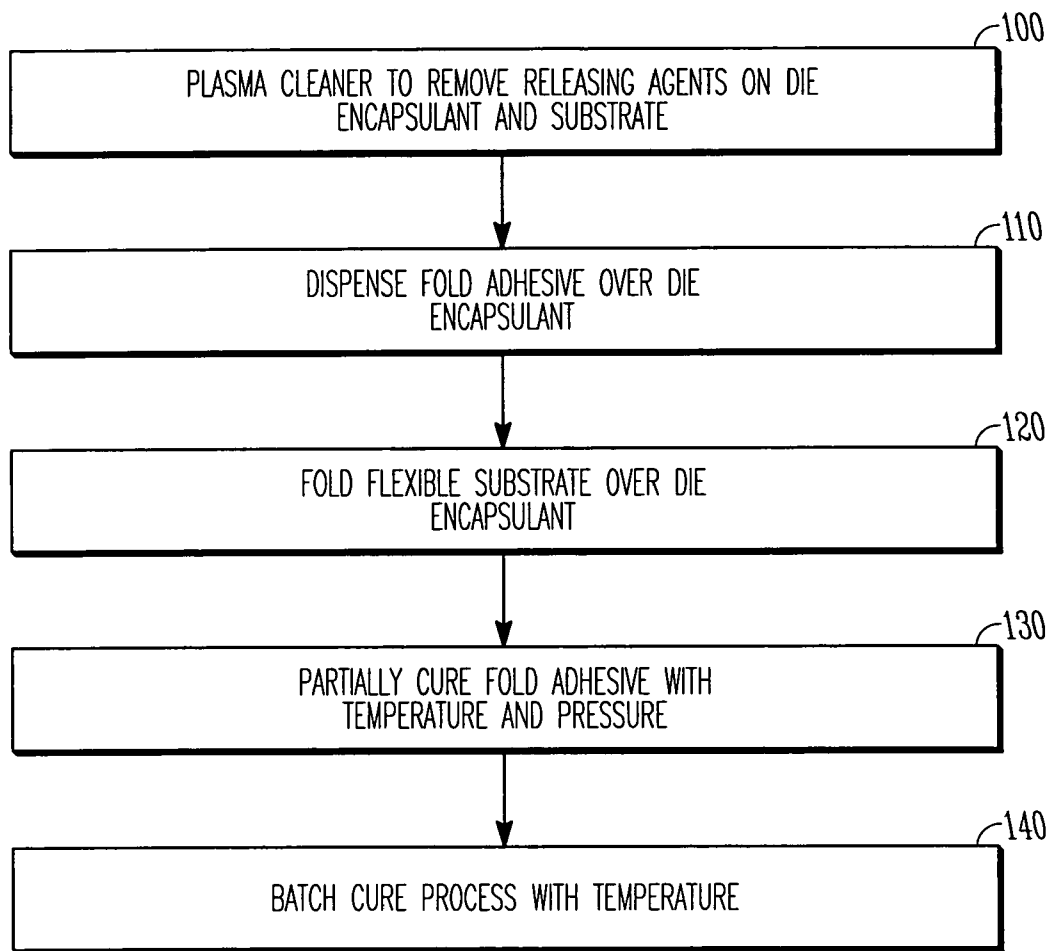 100
PLASMA CLEANER TO REMOVE RELEASING AGENTS ON DIE
ENCAPSULANT AND SUBSTRATE
110
DISPENSE FOLD ADHESIVE OVER DIE
ENCAPSULANT
120
FOLD FLEXIBLE SUBSTRATE OVER DIE
ENCAPSULANT
130
PARTIALLY CURE FOLD ADHESIVE WITH
TEMPERATURE AND PRESSURE
140
BATCH CURE PROCESS WITH TEMPERATURE